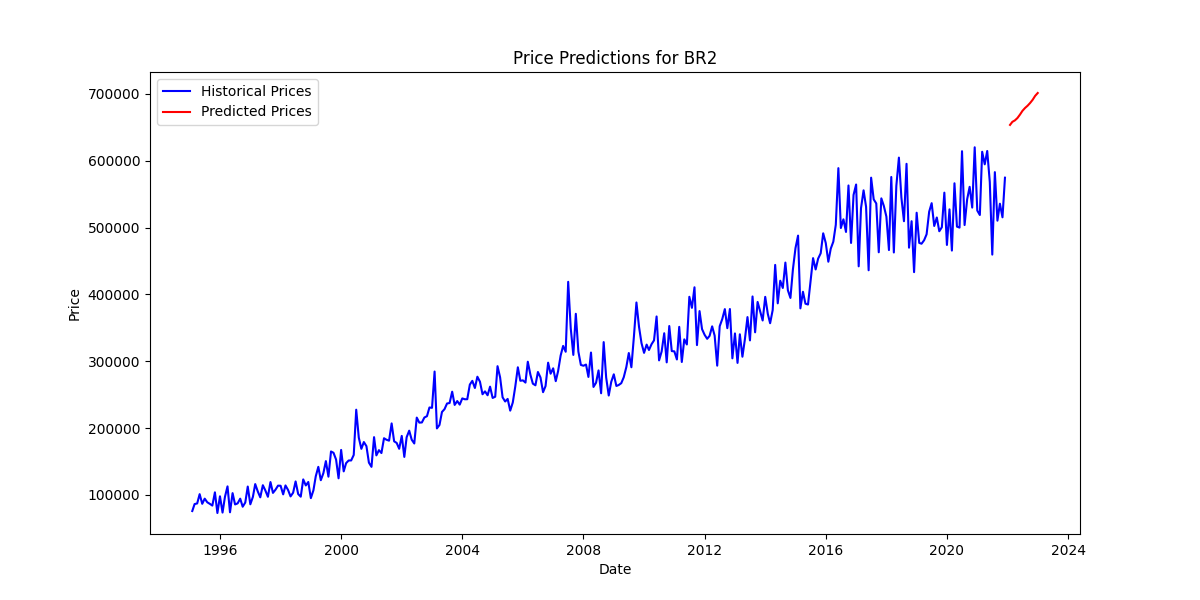 Price Predictions for BR2
Historical Prices
Predicted Prices
700000
600000
500000
400000
300000
200000
100000
Price
1996 2000 2004 2008 2012 2016 2020 2024
Date